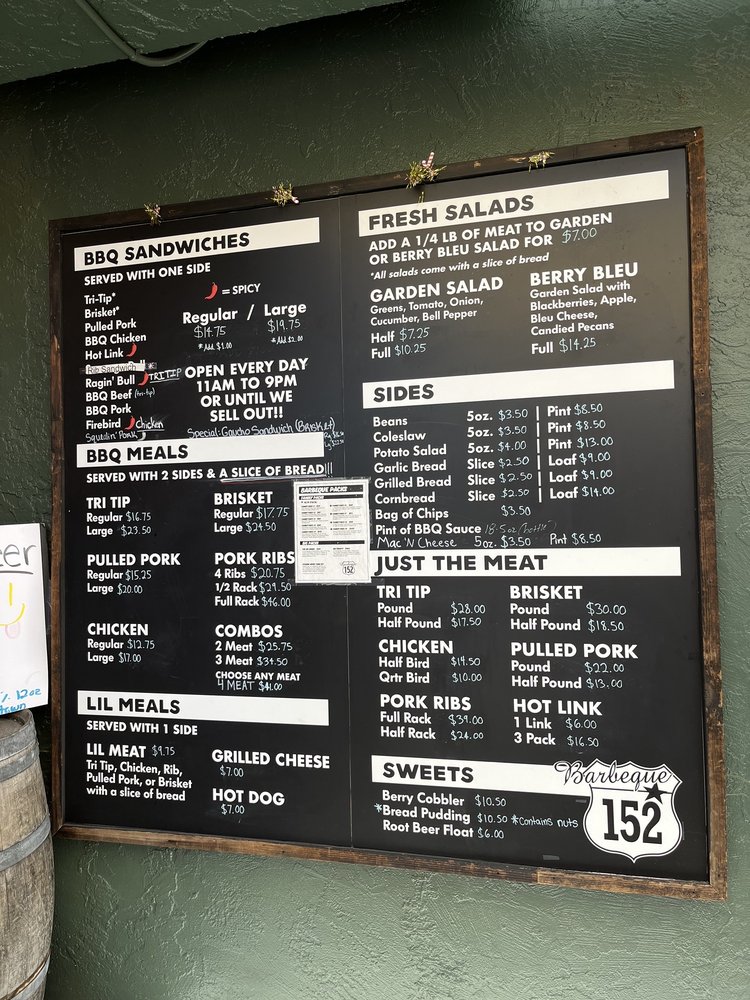 BBQ SANDWICHES
SERVED WITH ONE SIDE
= SPICY
Tri-Tip*
Brisket*
Pulled Pork
BBQ Chicken
Hot Link
Rib Sandwich
Ragin' Bull TRITIP
BBQ Beef (tri-tip)
BBQ Pork
Firebird Chicken
Squealin' Pork
Regular / Large
$14.75 $19.75
*Add $1.00 *Add $2.00
OPEN EVERY DAY
11AM TO 9PM
OR UNTIL WE
SELL OUT!!
Special: Gaucho Sandwich (Brisket)
BBQ MEALS
SERVED WITH 2 SIDES & A SLICE OF BREAD
TRI TIP
Regular $16.75
Large $23.50
BRISKET
Regular $17.75
Large $24.50
PULLED PORK
Regular $15.25
Large $20.00
PORK RIBS
4 Ribs $20.75
1/2 Rack $29.50
Full Rack $46.00
CHICKEN
Regular $12.75
Large $17.00
COMBOS
2 Meat $25.75
3 Meat $34.50
CHOOSE ANY MEAT
4 MEAT $41.00
LIL MEALS
SERVED WITH 1 SIDE
LIL MEAT $9.75
Tri Tip, Chicken, Rib,
Pulled Pork, or Brisket
with a slice of bread
GRILLED CHEESE
$7.00
HOT DOG
$7.00
BARBEQUE PACKS
152
FRESH SALADS
ADD A 1/4 LB OF MEAT TO GARDEN
OR BERRY BLEU SALAD FOR $7.00
*All salads come with a slice of bread
GARDEN SALAD
Greens, Tomato, Onion,
Cucumber, Bell Pepper
Half $7.25
Full $10.25
BERRY BLEU
Garden Salad with
Blackberries, Apple,
Bleu Cheese,
Candied Pecans
Full $14.25
SIDES
Beans 5oz. $3.50 | Pint $8.50
Coleslaw 5oz. $3.50 | Pint $8.50
Potato Salad 5oz. $4.00 | Pint $13.00
Garlic Bread Slice $2.50 | Loaf $9.00
Grilled Bread Slice $2.50 | Loaf $9.00
Cornbread Slice $2.50 | Loaf $14.00
Bag of Chips $3.50
Pint of BBQ Sauce
Mac 'N Cheese 5oz. $3.50 Pint $8.50
JUST THE MEAT
TRI TIP
Pound $28.00
Half Pound $17.50
BRISKET
Pound $30.00
Half Pound $18.50
CHICKEN
Half Bird $14.50
Qrtr Bird $10.00
PULLED PORK
Pound $22.00
Half Pound $13.00
PORK RIBS
Full Rack $39.00
Half Rack $24.00
HOT LINK
1 Link $6.00
3 Pack $16.50
SWEETS
Berry Cobbler $10.50
*Bread Pudding $10.50 *Contains nuts
Root Beer Float $6.00
Barbeque
152
eer
12oz